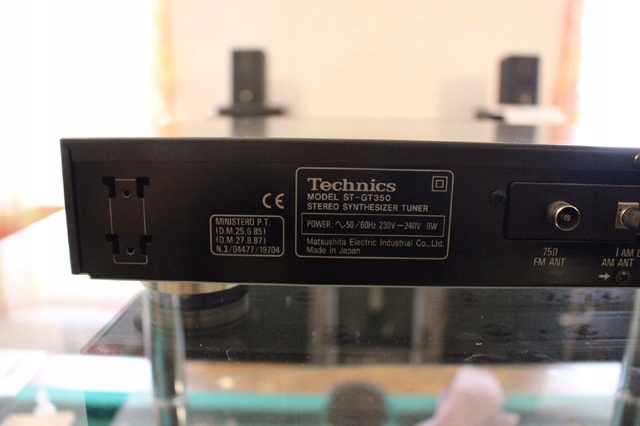 Technics
MODEL ST-GT350
STEREO SYNTHESIZER TUNER
POWER: ∿50/60Hz 230V—240V 9W
Matsushita Electric Industrial Co., Ltd.
Made in Japan
CE
MINISTERO P.T.
(D.M.25.6.85)
(D.M.27.8.87)
N.3/04477/19704
75Ω
FM ANT
AM ANT